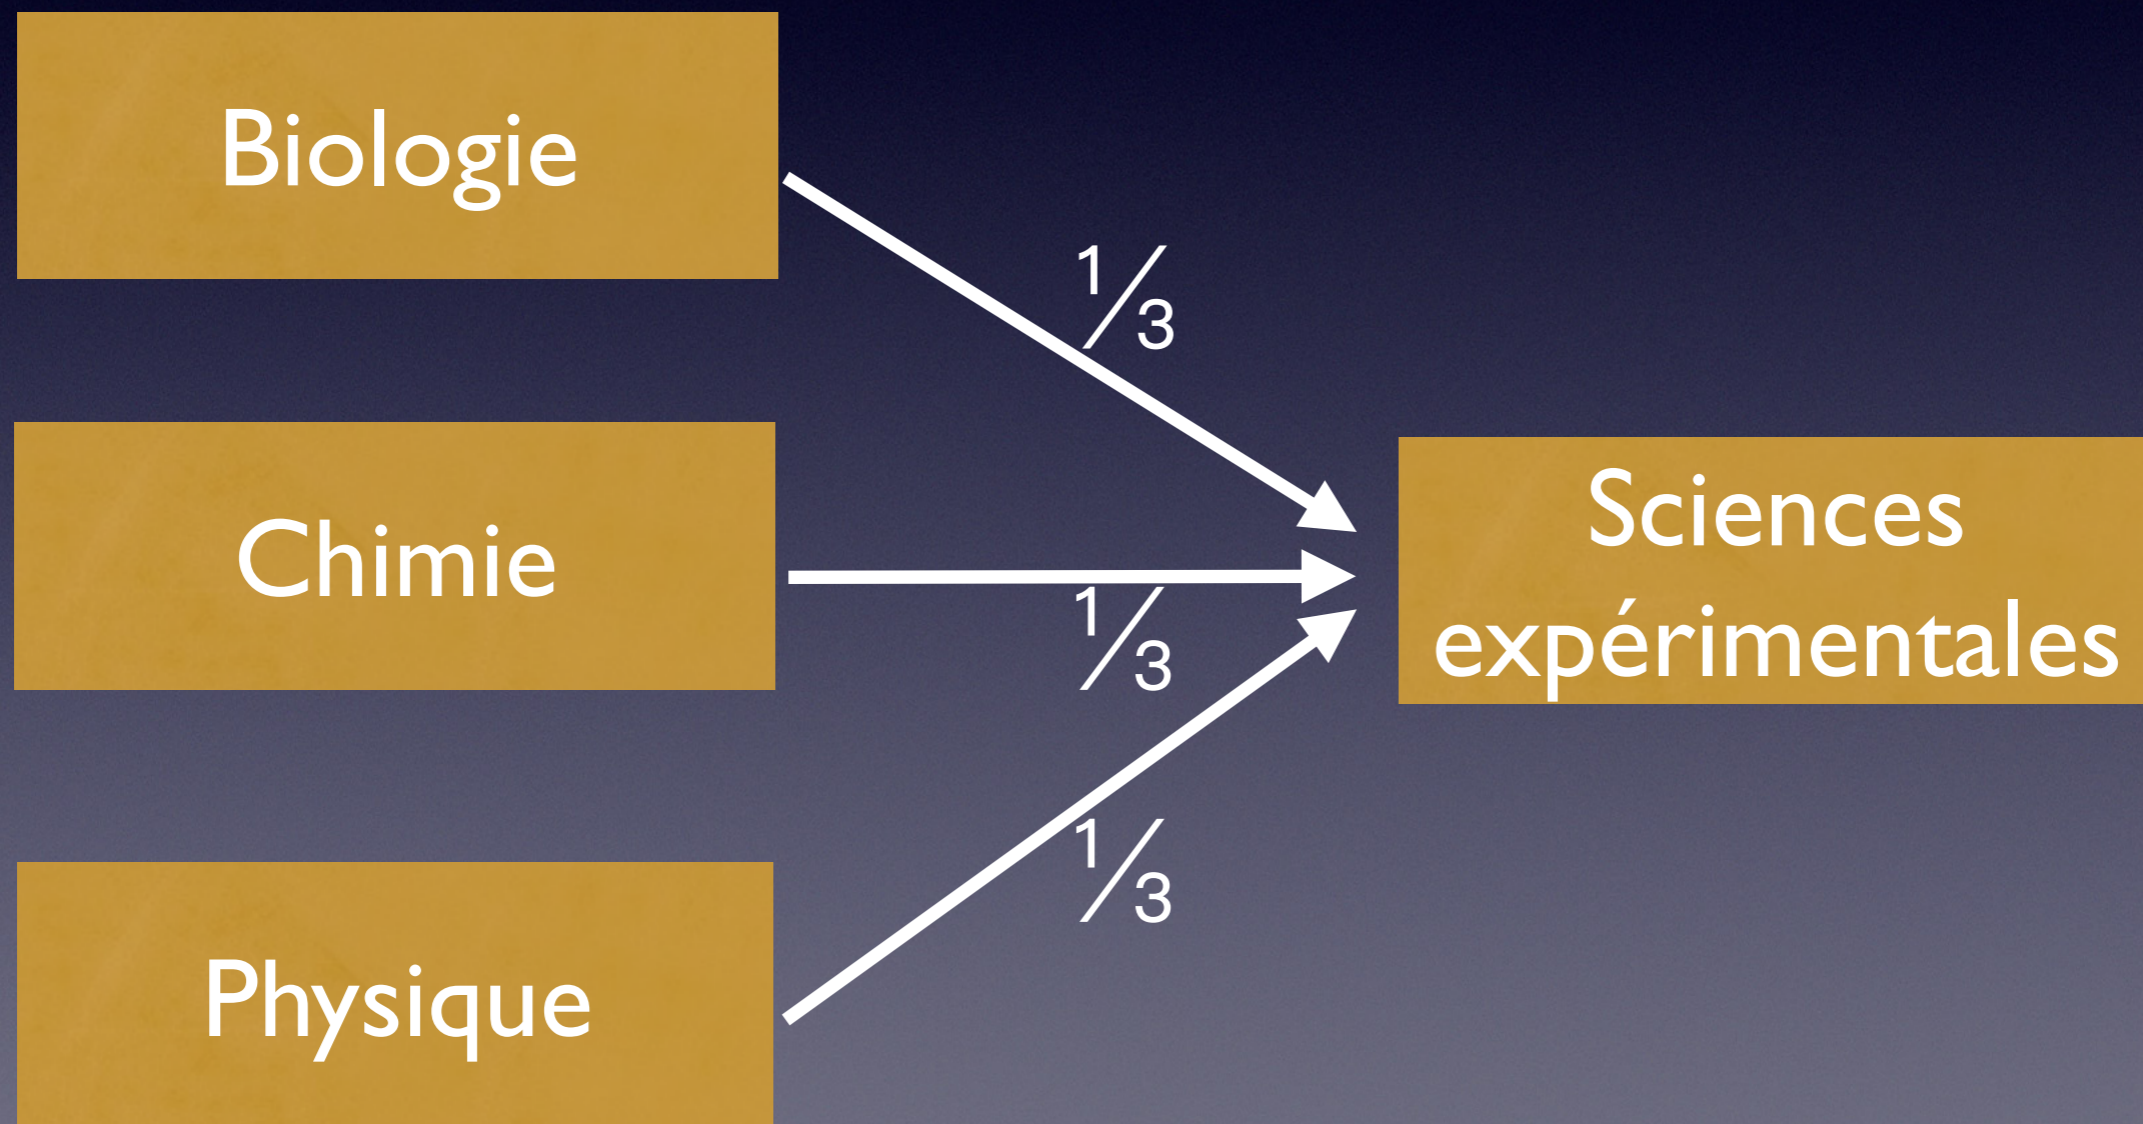 Biologie
⅓
Chimie
⅓
Sciences
expérimentales
⅓
Physique